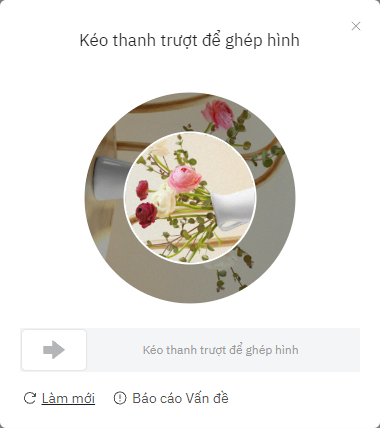 Kéo thanh trượt để ghép hình
Kéo thanh trượt để ghép hình
Làm mới Báo cáo Vấn đề